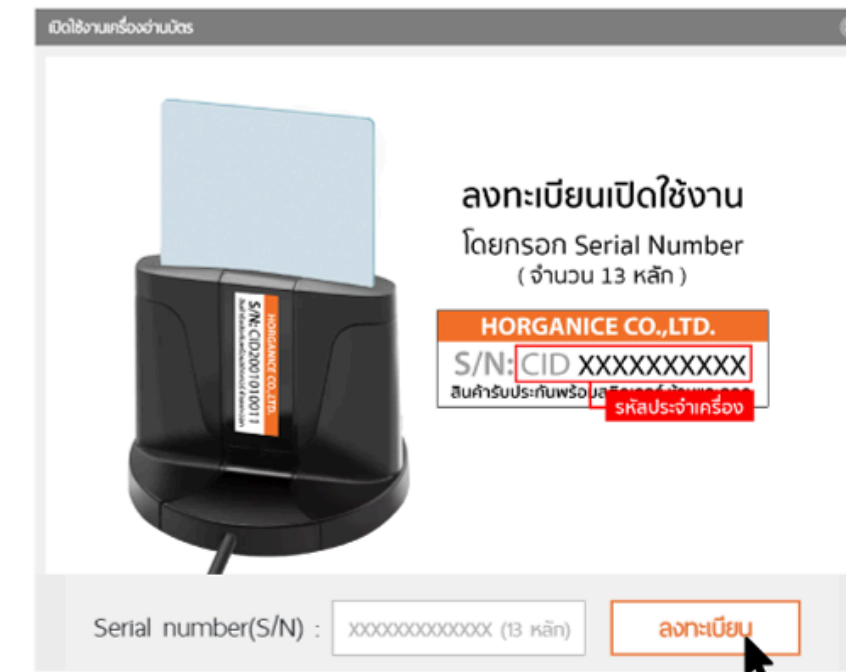 เปิดใช้งานเครื่องอ่านบัตร
ลงทะเบียนเปิดใช้งาน
โดยกรอก Serial Number
( จำนวน 13 หลัก )
HORGANICE CO.,LTD.
S/N: CID XXXXXXXXXX
สินค้ารับประกันพร้อม
รหัสประจำเครื่อง
HORGANICE CO.,LTD.
S/N: CID2001010011
Serial number(S/N) : XXXXXXXXXXXXX (13 หลัก) ลงทะเบียน